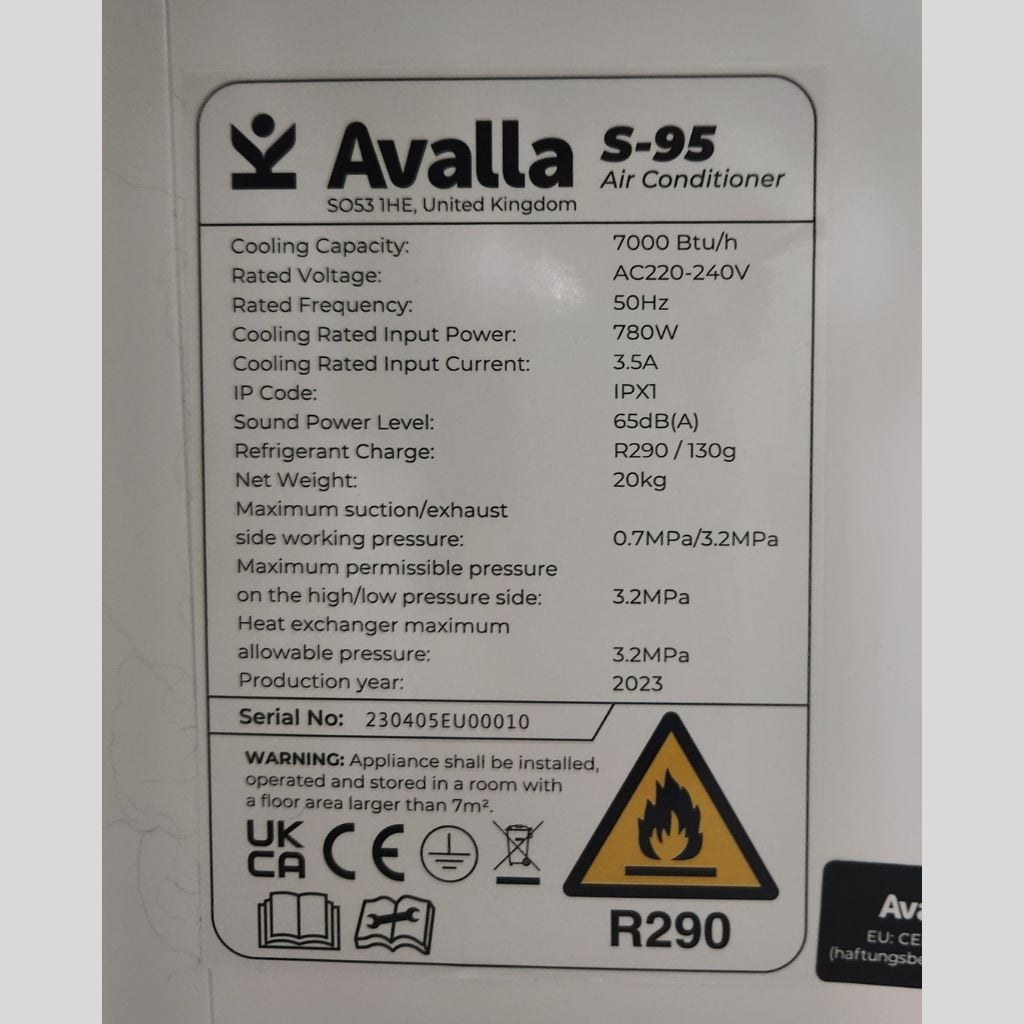 Avalla
S-95
Air Conditioner
SO53 1HE, United Kingdom
Cooling Capacity: 7000 Btu/h
Rated Voltage: AC220-240V
Rated Frequency: 50Hz
Cooling Rated Input Power: 780W
Cooling Rated Input Current: 3.5A
IP Code: IPX1
Sound Power Level: 65dB(A)
Refrigerant Charge: R290 / 130g
Net Weight: 20kg
Maximum suction/exhaust
side working pressure: 0.7MPa/3.2MPa
Maximum permissible pressure
on the high/low pressure side: 3.2MPa
Heat exchanger maximum
allowable pressure: 3.2MPa
Production year: 2023
Serial No: 230405EU00010
WARNING: Appliance shall be installed,
operated and stored in a room with
a floor area larger than 7m².
UK
CA
CE
R290
Ava
EU: CE
(haftungsbe